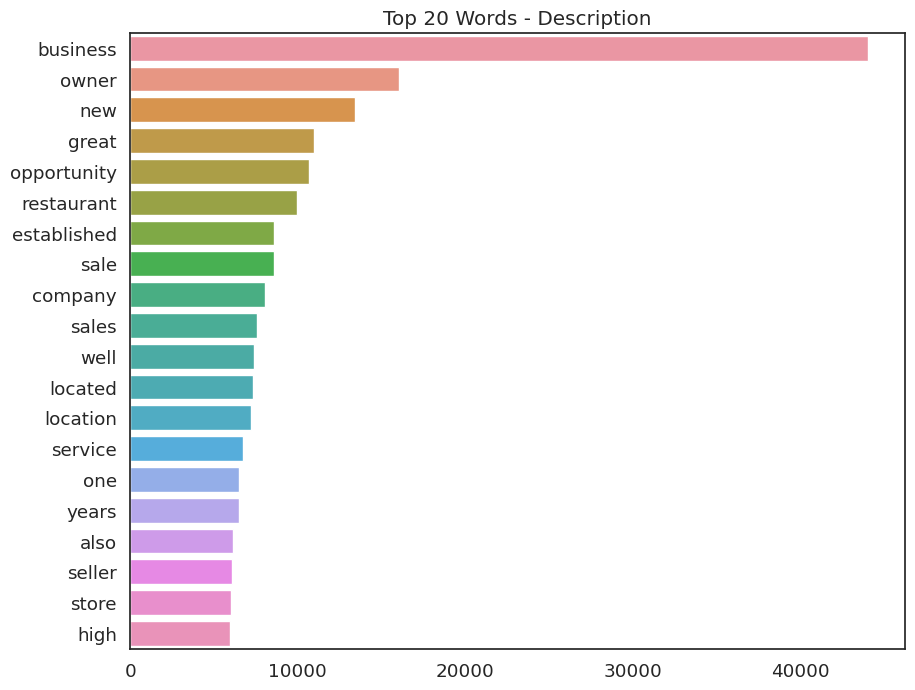 Top 20 Words - Description
business
owner
new
great
opportunity
restaurant
established
sale
company
sales
well
located
location
service
one
years
also
seller
store
high
0 10000 20000 30000 40000